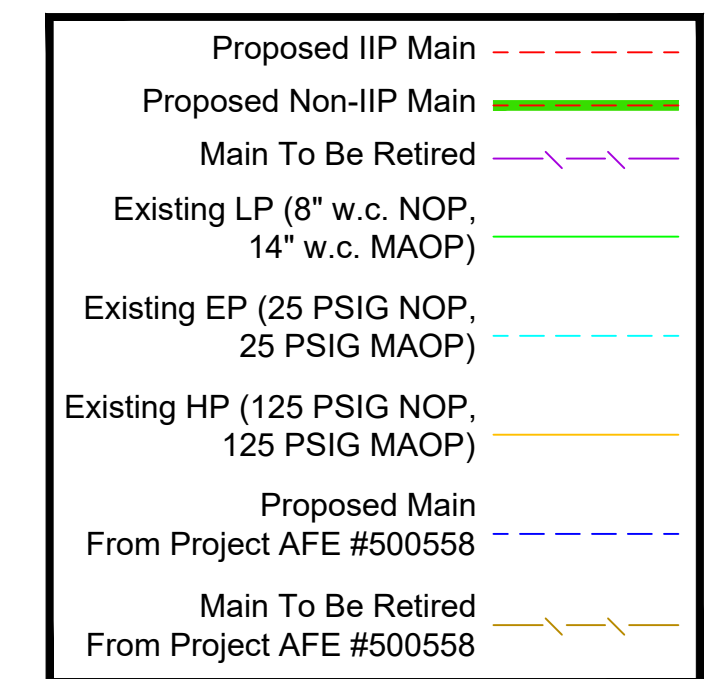 Proposed IIP Main
Proposed Non-IIP Main
Main To Be Retired
Existing LP (8" w.c. NOP,
14" w.c. MAOP)
Existing EP (25 PSIG NOP,
25 PSIG MAOP)
Existing HP (125 PSIG NOP,
125 PSIG MAOP)
Proposed Main
From Project AFE #500558
Main To Be Retired
From Project AFE #500558